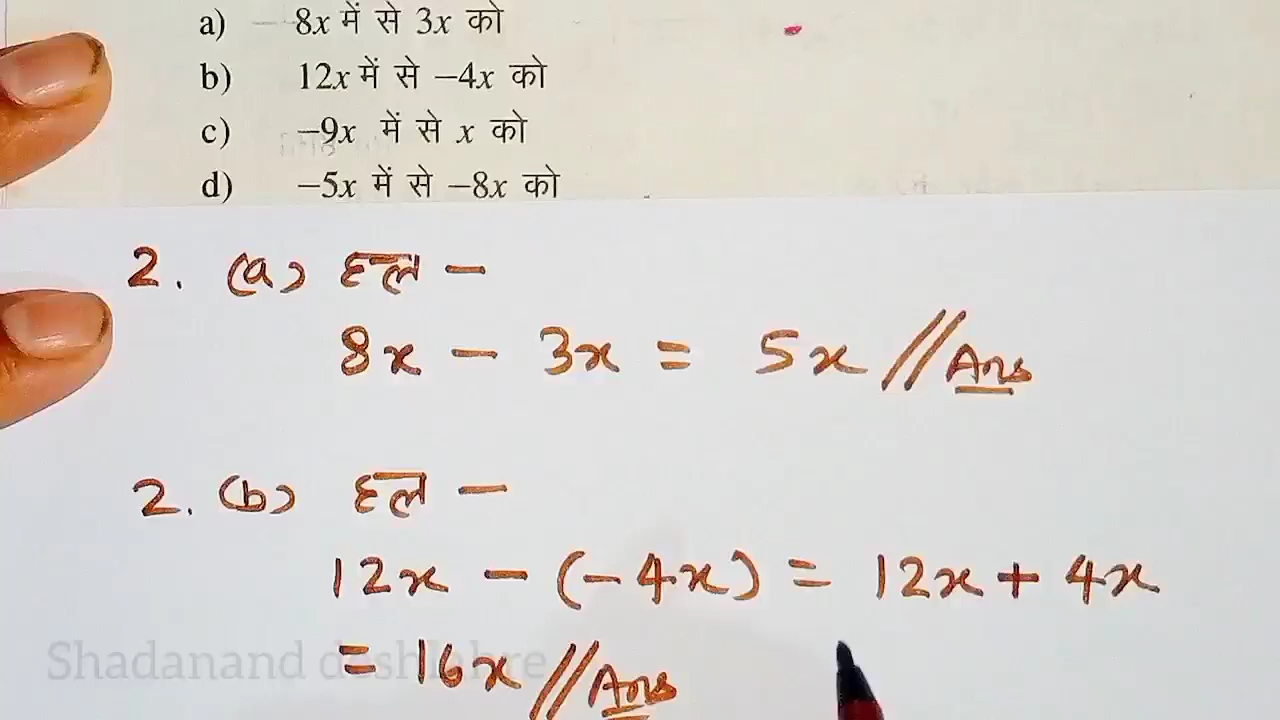 a) 8x में से 3x को
b) 12x में से –4x को
c) –9x में से x को
d) –5x में से –8x को
2. (a) हल –
8x – 3x = 5x // Ans
2. (b) हल –
12x – (–4x) = 12x + 4x
= 16x // Ans
Shadanand deshlahre